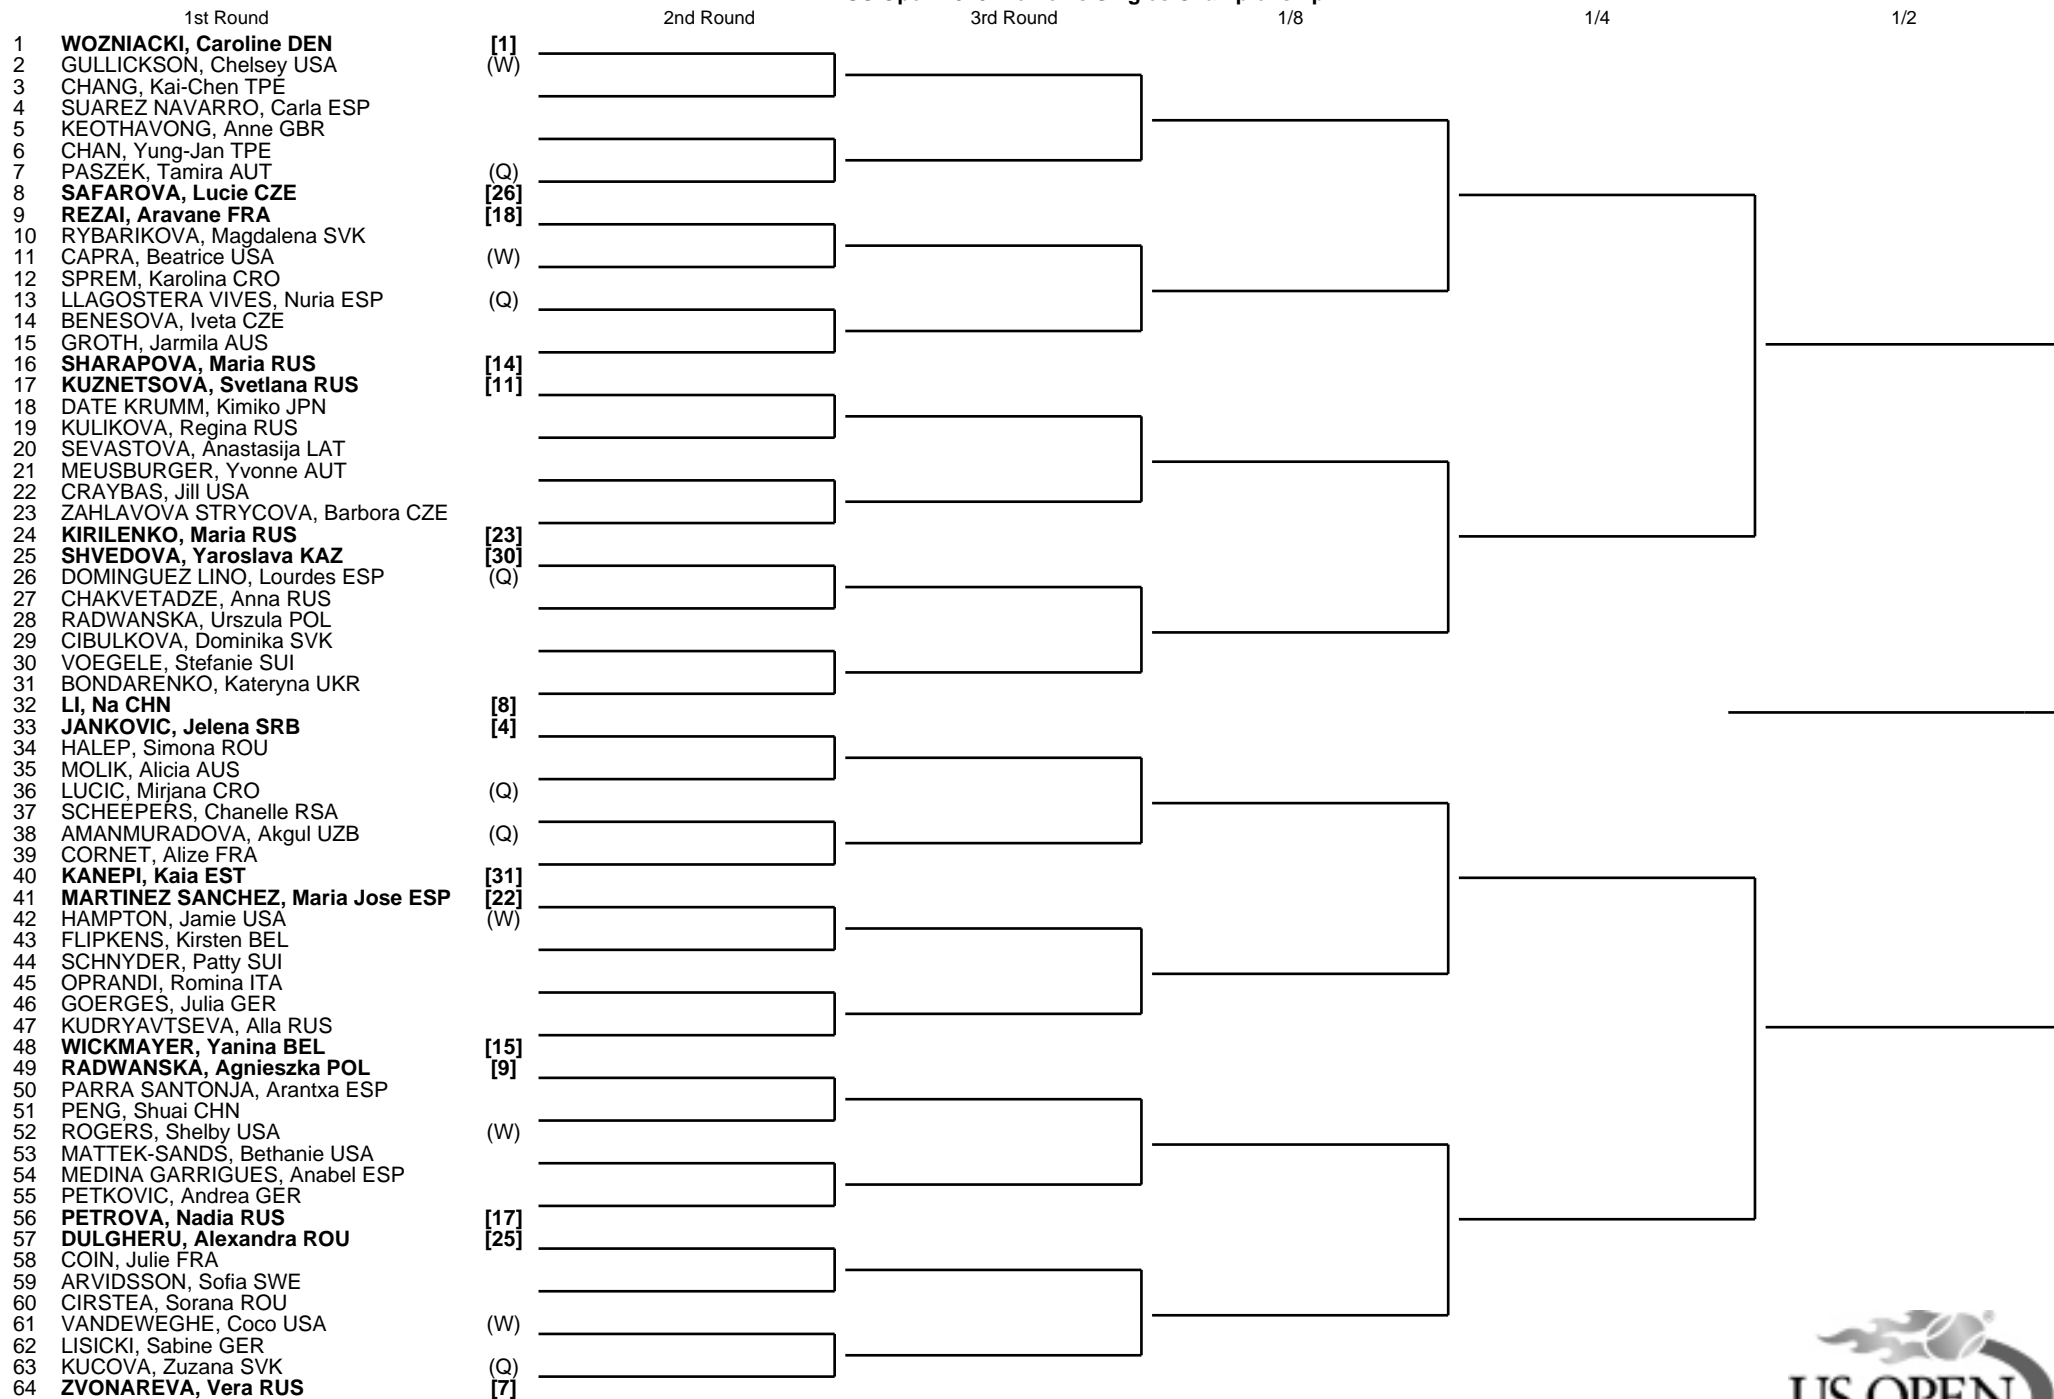 1st Round 2nd Round 3rd Round 1/8 1/4 1/2
1 WOZNIACKI, Caroline DEN [1]
2 GULLICKSON, Chelsey USA (W)
3 CHANG, Kai-Chen TPE
4 SUAREZ NAVARRO, Carla ESP
5 KEOTHAVONG, Anne GBR
6 CHAN, Yung-Jan TPE
7 PASZEK, Tamira AUT (Q)
8 SAFAROVA, Lucie CZE [26]
9 REZAI, Aravane FRA [18]
10 RYBARIKOVA, Magdalena SVK
11 CAPRA, Beatrice USA (W)
12 SPREM, Karolina CRO
13 LLAGOSTERA VIVES, Nuria ESP (Q)
14 BENESOVA, Iveta CZE
15 GROTH, Jarmila AUS
16 SHARAPOVA, Maria RUS [14]
17 KUZNETSOVA, Svetlana RUS [11]
18 DATE KRUMM, Kimiko JPN
19 KULIKOVA, Regina RUS
20 SEVASTOVA, Anastasija LAT
21 MEUSBURGER, Yvonne AUT
22 CRAYBAS, Jill USA
23 ZAHLAVOVA STRYCOVA, Barbora CZE
24 KIRILENKO, Maria RUS [23]
25 SHVEDOVA, Yaroslava KAZ [30]
26 DOMINGUEZ LINO, Lourdes ESP (Q)
27 CHAKVETADZE, Anna RUS
28 RADWANSKA, Urszula POL
29 CIBULKOVA, Dominika SVK
30 VOEGELE, Stefanie SUI
31 BONDARENKO, Kateryna UKR
32 LI, Na CHN [8]
33 JANKOVIC, Jelena SRB [4]
34 HALEP, Simona ROU
35 MOLIK, Alicia AUS
36 LUCIC, Mirjana CRO (Q)
37 SCHEEPERS, Chanelle RSA
38 AMANMURADOVA, Akgul UZB (Q)
39 CORNET, Alize FRA
40 KANEPI, Kaia EST [31]
41 MARTINEZ SANCHEZ, Maria Jose ESP [22]
42 HAMPTON, Jamie USA (W)
43 FLIPKENS, Kirsten BEL
44 SCHNYDER, Patty SUI
45 OPRANDI, Romina ITA
46 GOERGES, Julia GER
47 KUDRYAVTSEVA, Alla RUS
48 WICKMAYER, Yanina BEL [15]
49 RADWANSKA, Agnieszka POL [9]
50 PARRA SANTONJA, Arantxa ESP
51 PENG, Shuai CHN
52 ROGERS, Shelby USA (W)
53 MATTEK-SANDS, Bethanie USA
54 MEDINA GARRIGUES, Anabel ESP
55 PETKOVIC, Andrea GER
56 PETROVA, Nadia RUS [17]
57 DULGHERU, Alexandra ROU [25]
58 COIN, Julie FRA
59 ARVIDSSON, Sofia SWE
60 CIRSTEA, Sorana ROU
61 VANDEWEGHE, Coco USA (W)
62 LISICKI, Sabine GER
63 KUCOVA, Zuzana SVK (Q)
64 ZVONAREVA, Vera RUS [7]
US OPEN